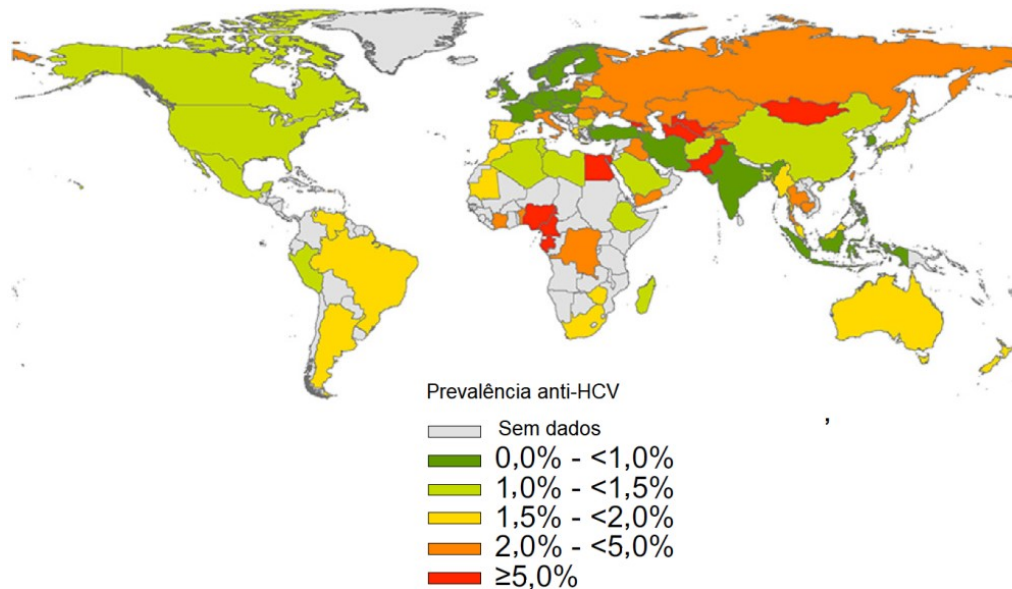 Prevalência anti-HCV
,
Sem dados
0,0% - <1,0%
1,0% - <1,5%
1,5% - <2,0%
2,0% - <5,0%
≥5,0%